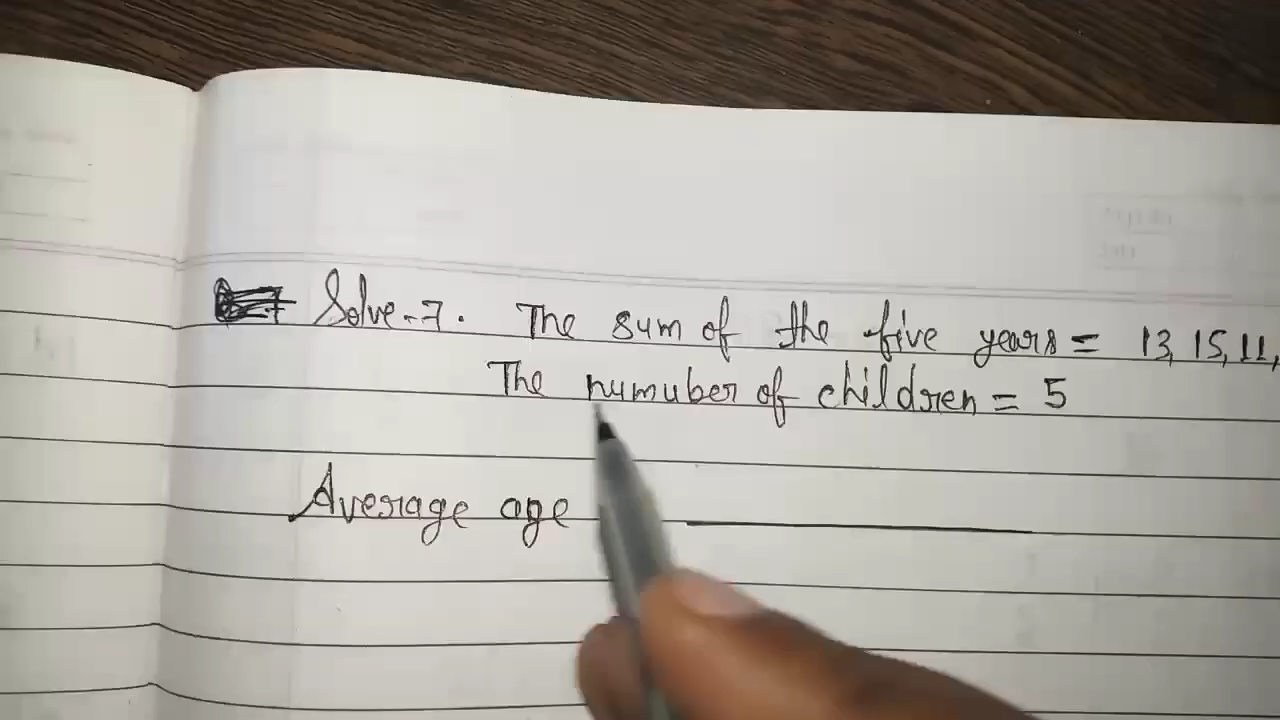 Solve-7. The sum of the five years = 13, 15, 11,
The numuber of children = 5
Average age